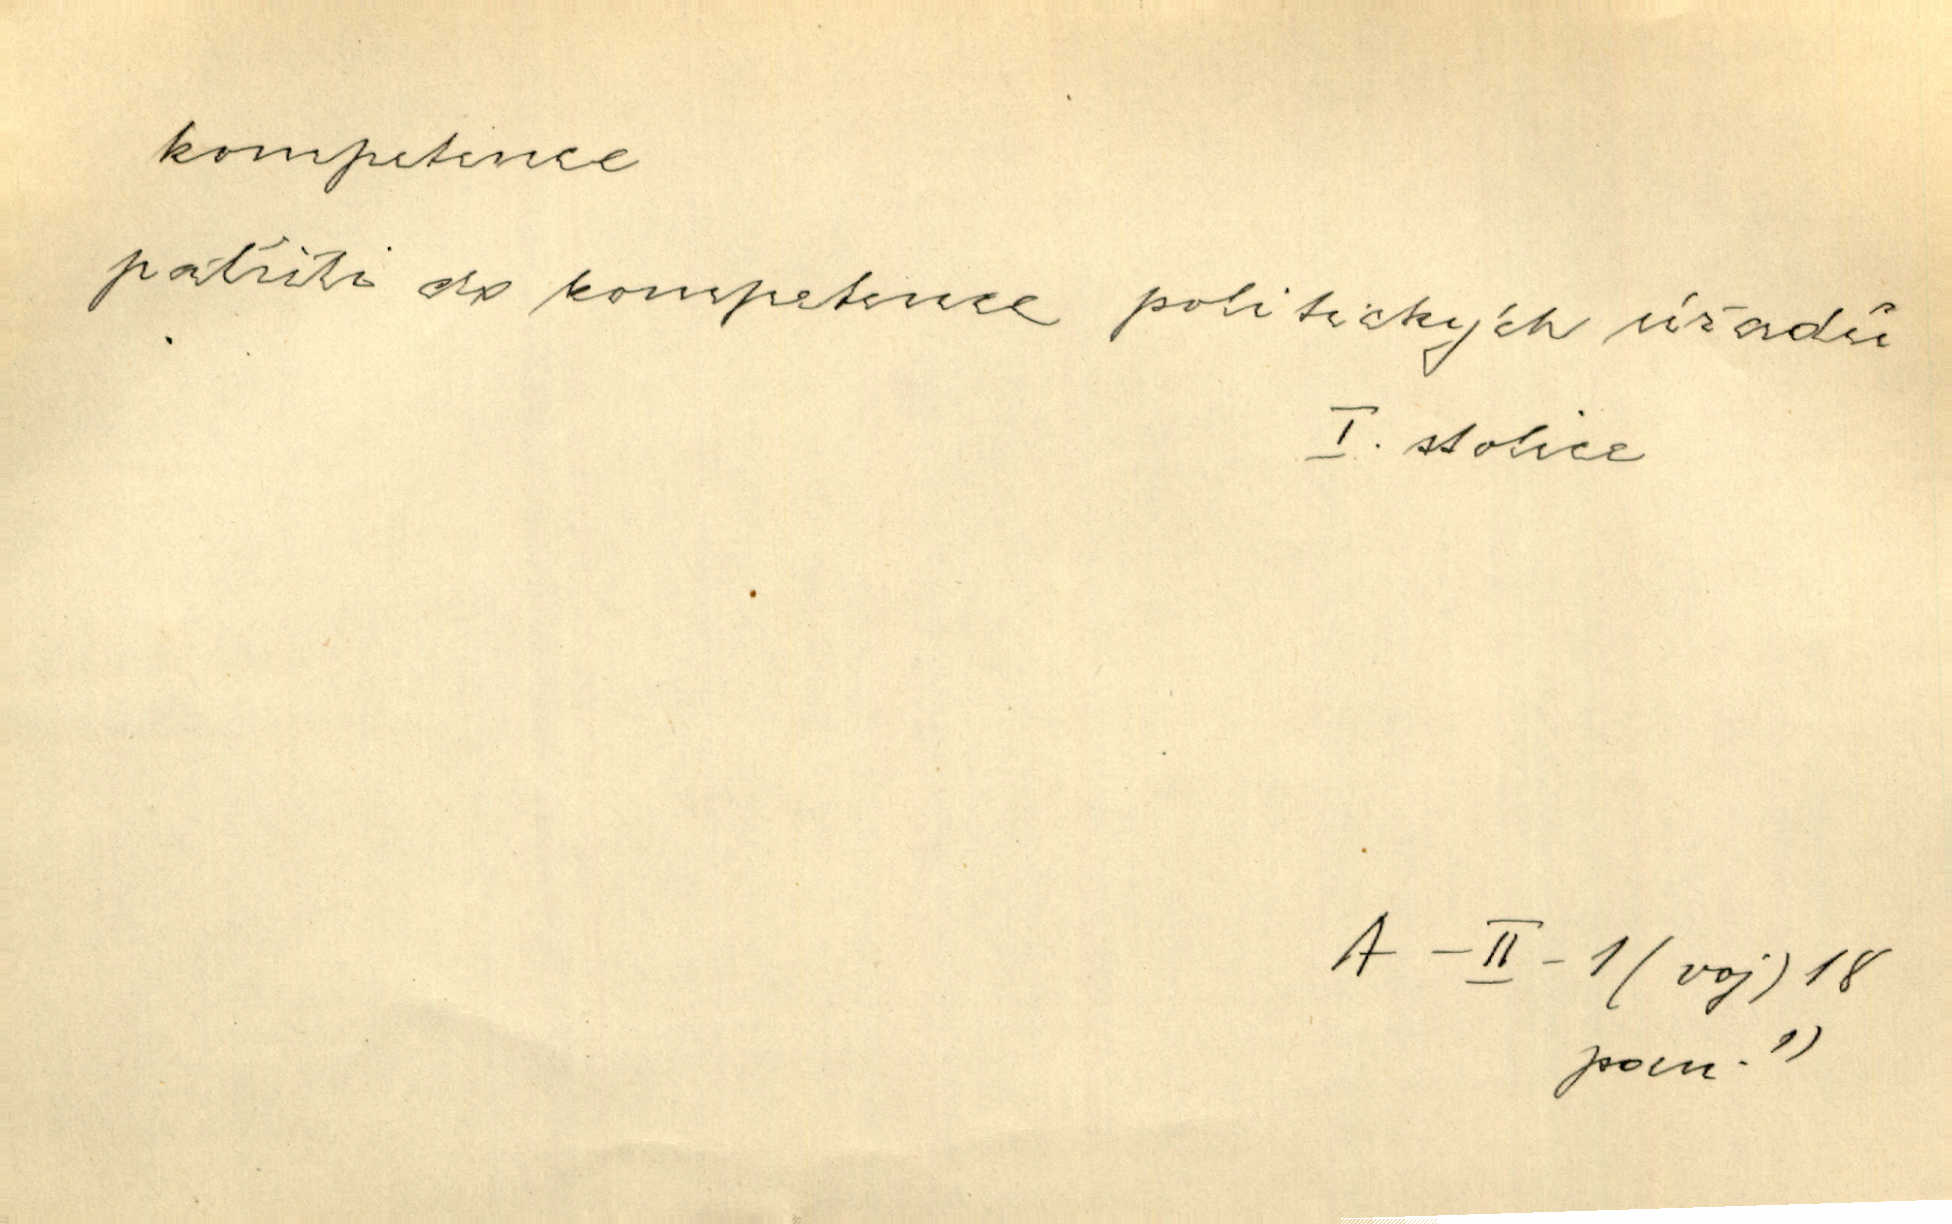 kompetence
patřiti do kompetence politických úřadů
I. stolice
A - II - 1 (voj) 18
pozn. 1)